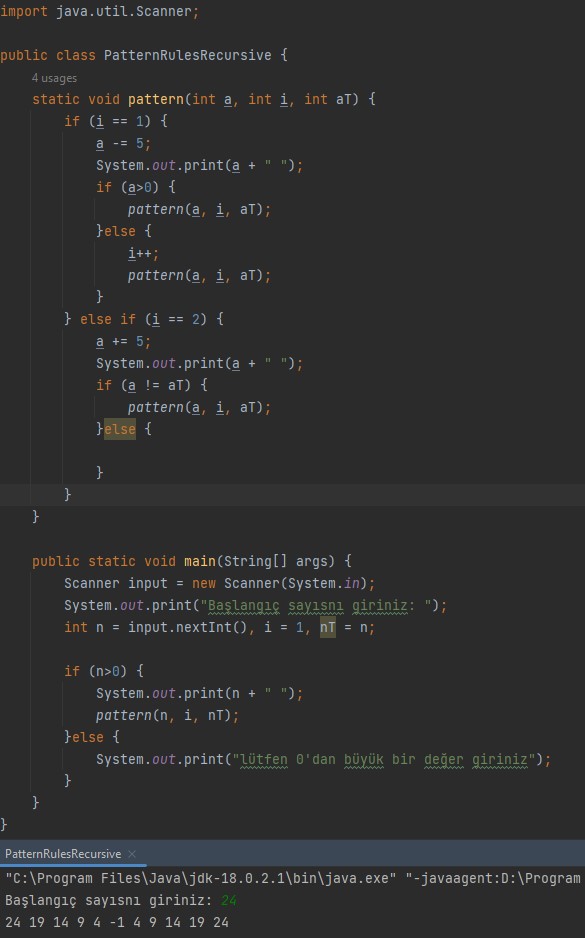 import java.util.Scanner;
public class PatternRulesRecursive {
4 usages
static void pattern(int a, int i, int aT) {
if (i == 1) {
a -= 5;
System.out.print(a + " ");
if (a>0) {
pattern(a, i, aT);
}else {
i++;
pattern(a, i, aT);
}
} else if (i == 2) {
a += 5;
System.out.print(a + " ");
if (a != aT) {
pattern(a, i, aT);
}else {
}
}
}
public static void main(String[] args) {
Scanner input = new Scanner(System.in);
System.out.print("Başlangıç sayısnı giriniz: ");
int n = input.nextInt(), i = 1, nT = n;
if (n>0) {
System.out.print(n + " ");
pattern(n, i, nT);
}else {
System.out.print("lütfen 0'dan büyük bir değer giriniz");
}
}
}
PatternRulesRecursive ×
"C:\Program Files\Java\jdk-18.0.2.1\bin\java.exe" "-javaagent:D:\Program
Başlangıç sayısnı giriniz: 24
24 19 14 9 4 -1 4 9 14 19 24